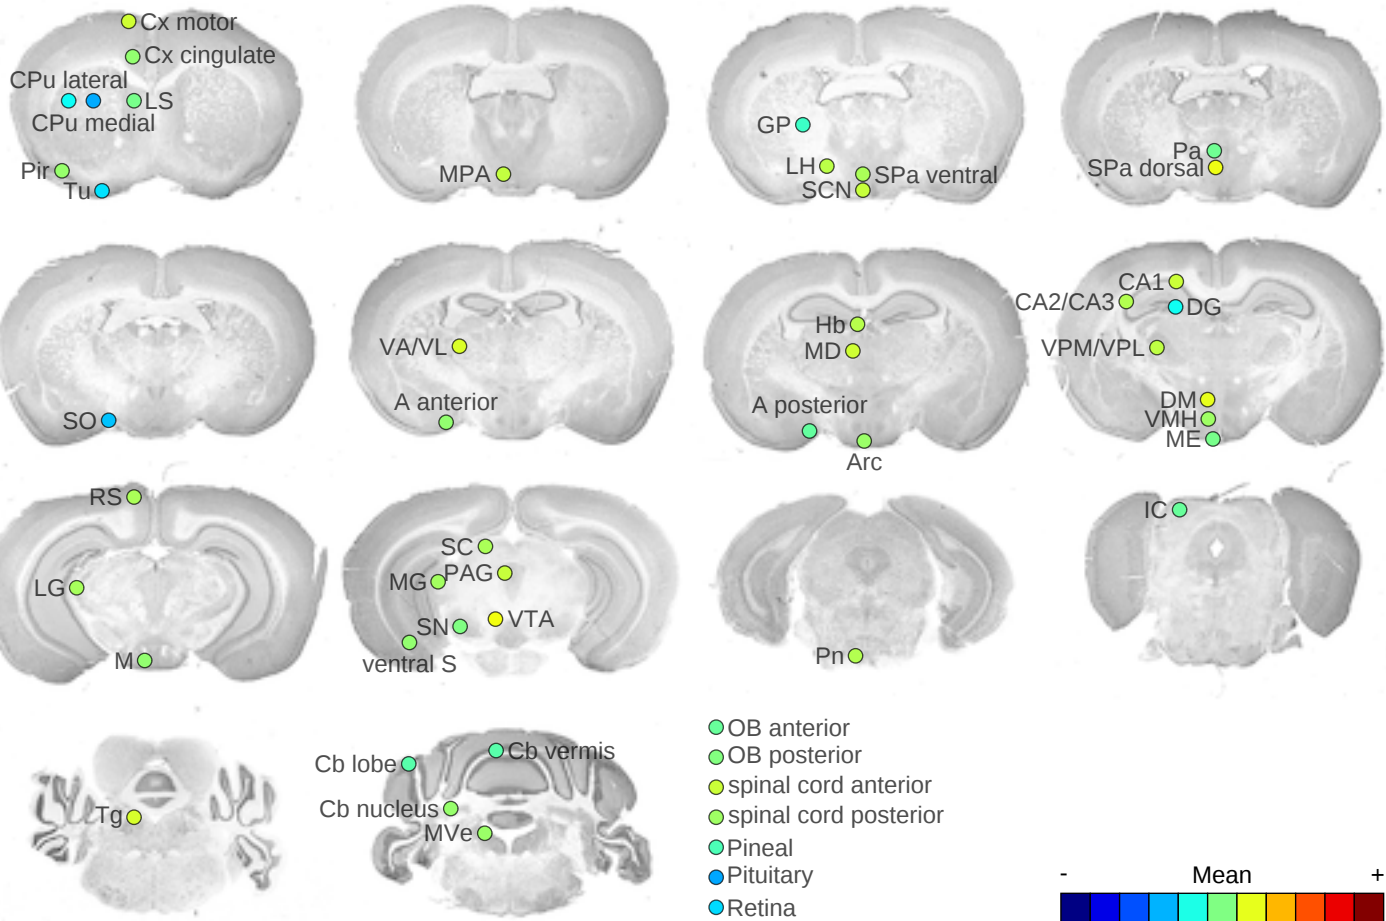 Cx motor
Cx cingulate
CPu lateral
LS
CPu medial
Pir
Tu
MPA
GP
LH
SPa ventral
SCN
Pa
SPa dorsal
SO
VA/VL
A anterior
Hb
MD
A posterior
Arc
CA1
CA2/CA3
DG
VPM/VPL
DM
VMH
ME
RS
LG
M
SC
MG
PAG
SN
VTA
ventral S
Pn
IC
Tg
Cb lobe
Cb vermis
Cb nucleus
MVe
OB anterior
OB posterior
spinal cord anterior
spinal cord posterior
Pineal
Pituitary
Retina
- Mean +